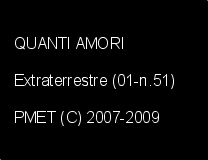 QUANTI AMORI
Extraterrestre (01-n.51)
PMET (C) 2007-2009